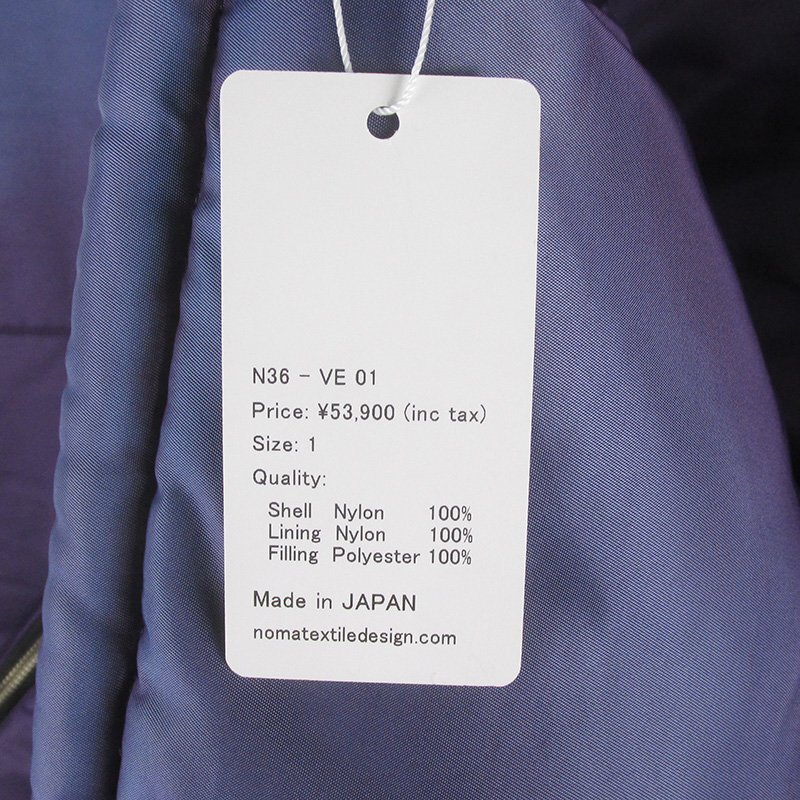 N36 - VE 01
Price: ¥53,900 (inc tax)
Size: 1
Quality:
Shell Nylon 100%
Lining Nylon 100%
Filling Polyester 100%
Made in JAPAN
nomatextiledesign.com